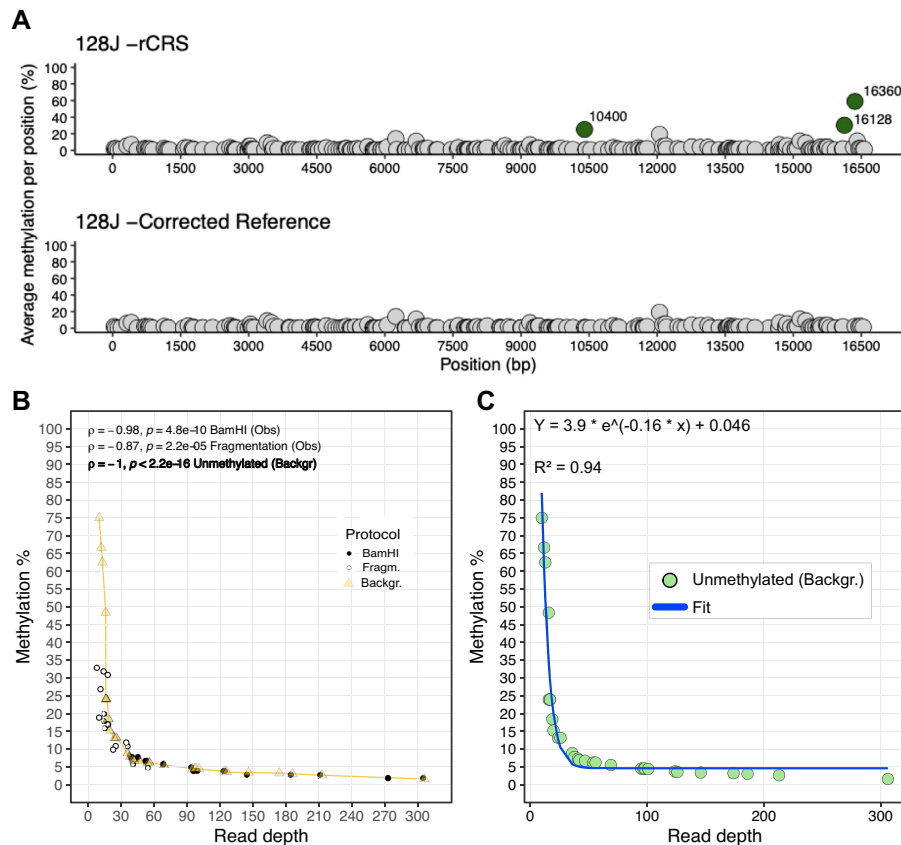 A
128J −rCRS
Average methylation per position (%)
100
80
60
40
20
0
10400
16360
16128
0 1500 3000 4500 6000 7500 9000 10500 12000 13500 15000 16500
128J −Corrected Reference
100
80
60
40
20
0
0 1500 3000 4500 6000 7500 9000 10500 12000 13500 15000 16500
Position (bp)
B
ρ = −0.98, p = 4.8e−10 BamHI (Obs)
ρ = −0.87, p = 2.2e−05 Fragmentation (Obs)
ρ = −1, p < 2.2e−16 Unmethylated (Backgr)
Methylation %
100
95
90
85
80
75
70
65
60
55
50
45
40
35
30
25
20
15
10
5
0
Protocol
BamHI
Fragm.
Backgr.
0 30 60 90 120 150 180 210 240 270 300
Read depth
C
Y = 3.9 * e^(-0.16 * x) + 0.046
R² = 0.94
Methylation %
100
95
90
85
80
75
70
65
60
55
50
45
40
35
30
25
20
15
10
5
0
Unmethylated (Backgr.)
Fit
0 100 200 300
Read depth